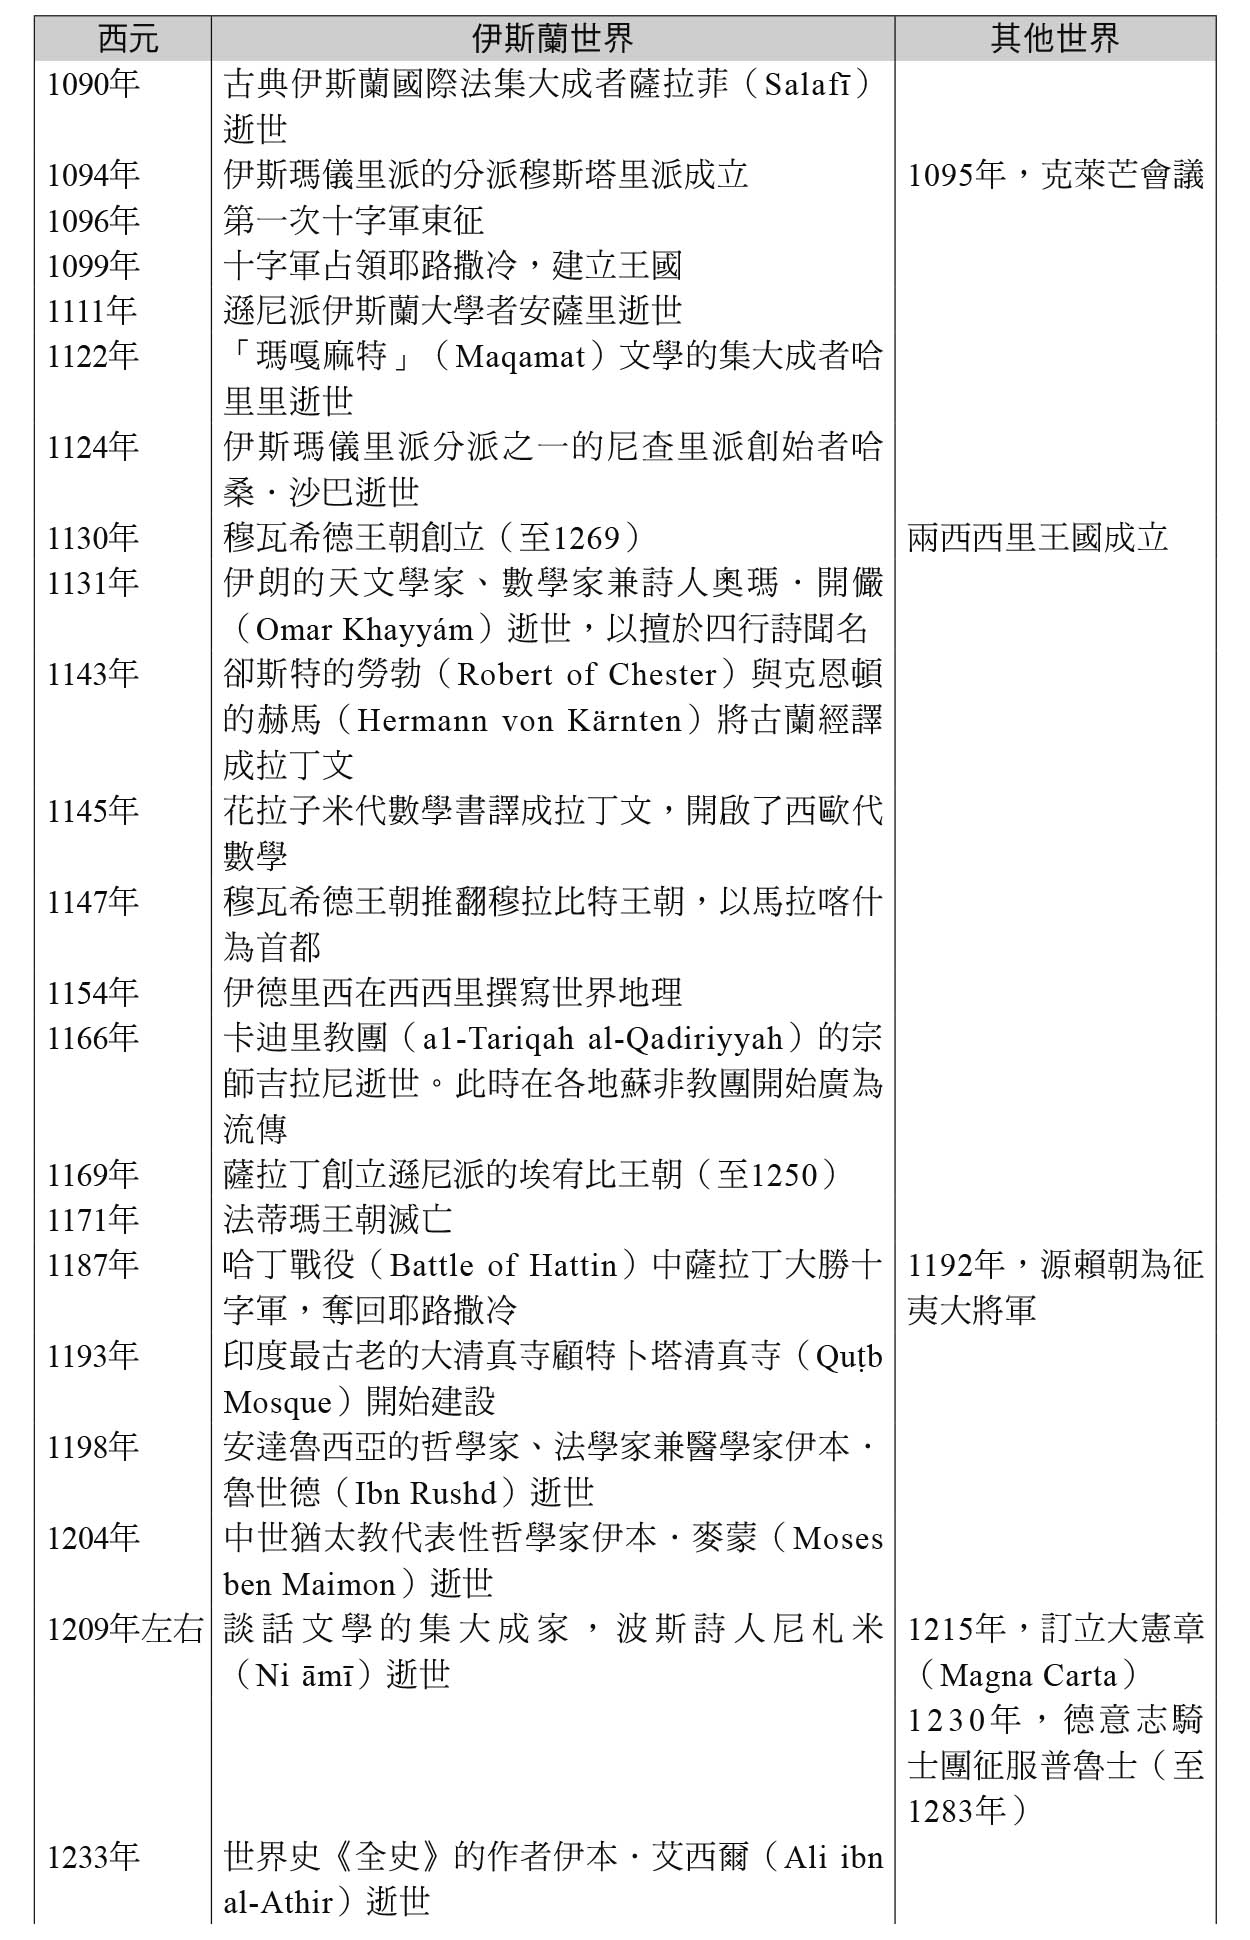 西元 伊斯蘭世界 其他世界
1090年 古典伊斯蘭國際法集大成者薩拉菲（Salafī）
逝世
1094年 伊斯瑪儀里派的分派穆斯塔里派成立 1095年，克萊芒會議
1096年 第一次十字軍東征
1099年 十字軍占領耶路撒冷，建立王國
1111年 遜尼派伊斯蘭大學者安薩里逝世
1122年 「瑪嘎麻特」（Maqamat）文學的集大成者哈
里里逝世
1124年 伊斯瑪儀里派分派之一的尼查里派創始者哈
桑．沙巴逝世
1130年 穆瓦希德王朝創立（至1269） 兩西西里王國成立
1131年 伊朗的天文學家、數學家兼詩人奧瑪．開儼
（Omar Khayyám）逝世，以擅於四行詩聞名
1143年 卻斯特的勞勃（Robert of Chester）與克恩頓
的赫馬（Hermann von Kärnten）將古蘭經譯
成拉丁文
1145年 花拉子米代數學書譯成拉丁文，開啟了西歐代
數學
1147年 穆瓦希德王朝推翻穆拉比特王朝，以馬拉喀什
為首都
1154年 伊德里西在西西里撰寫世界地理
1166年 卡迪里教團（a1-Tariqah al-Qadiriyyah）的宗
師吉拉尼逝世。此時在各地蘇非教團開始廣為
流傳
1169年 薩拉丁創立遜尼派的埃宥比王朝（至1250）
1171年 法蒂瑪王朝滅亡
1187年 哈丁戰役（Battle of Hattin）中薩拉丁大勝十 1192年，源賴朝為征
字軍，奪回耶路撒冷 夷大將軍
1193年 印度最古老的大清真寺顧特卜塔清真寺（Quṭb
Mosque）開始建設
1198年 安達魯西亞的哲學家、法學家兼醫學家伊本．
魯世德（Ibn Rushd）逝世
1204年 中世猶太教代表性哲學家伊本．麥蒙（Moses
ben Maimon）逝世
1209年左右 談話文學的集大成家，波斯詩人尼札米 1215年，訂立大憲章
（Ni āmī）逝世 （Magna Carta）
1230年，德意志騎
士團征服普魯士（至
1283年）
1233年 世界史《全史》的作者伊本．艾西爾（Ali ibn
al-Athir）逝世